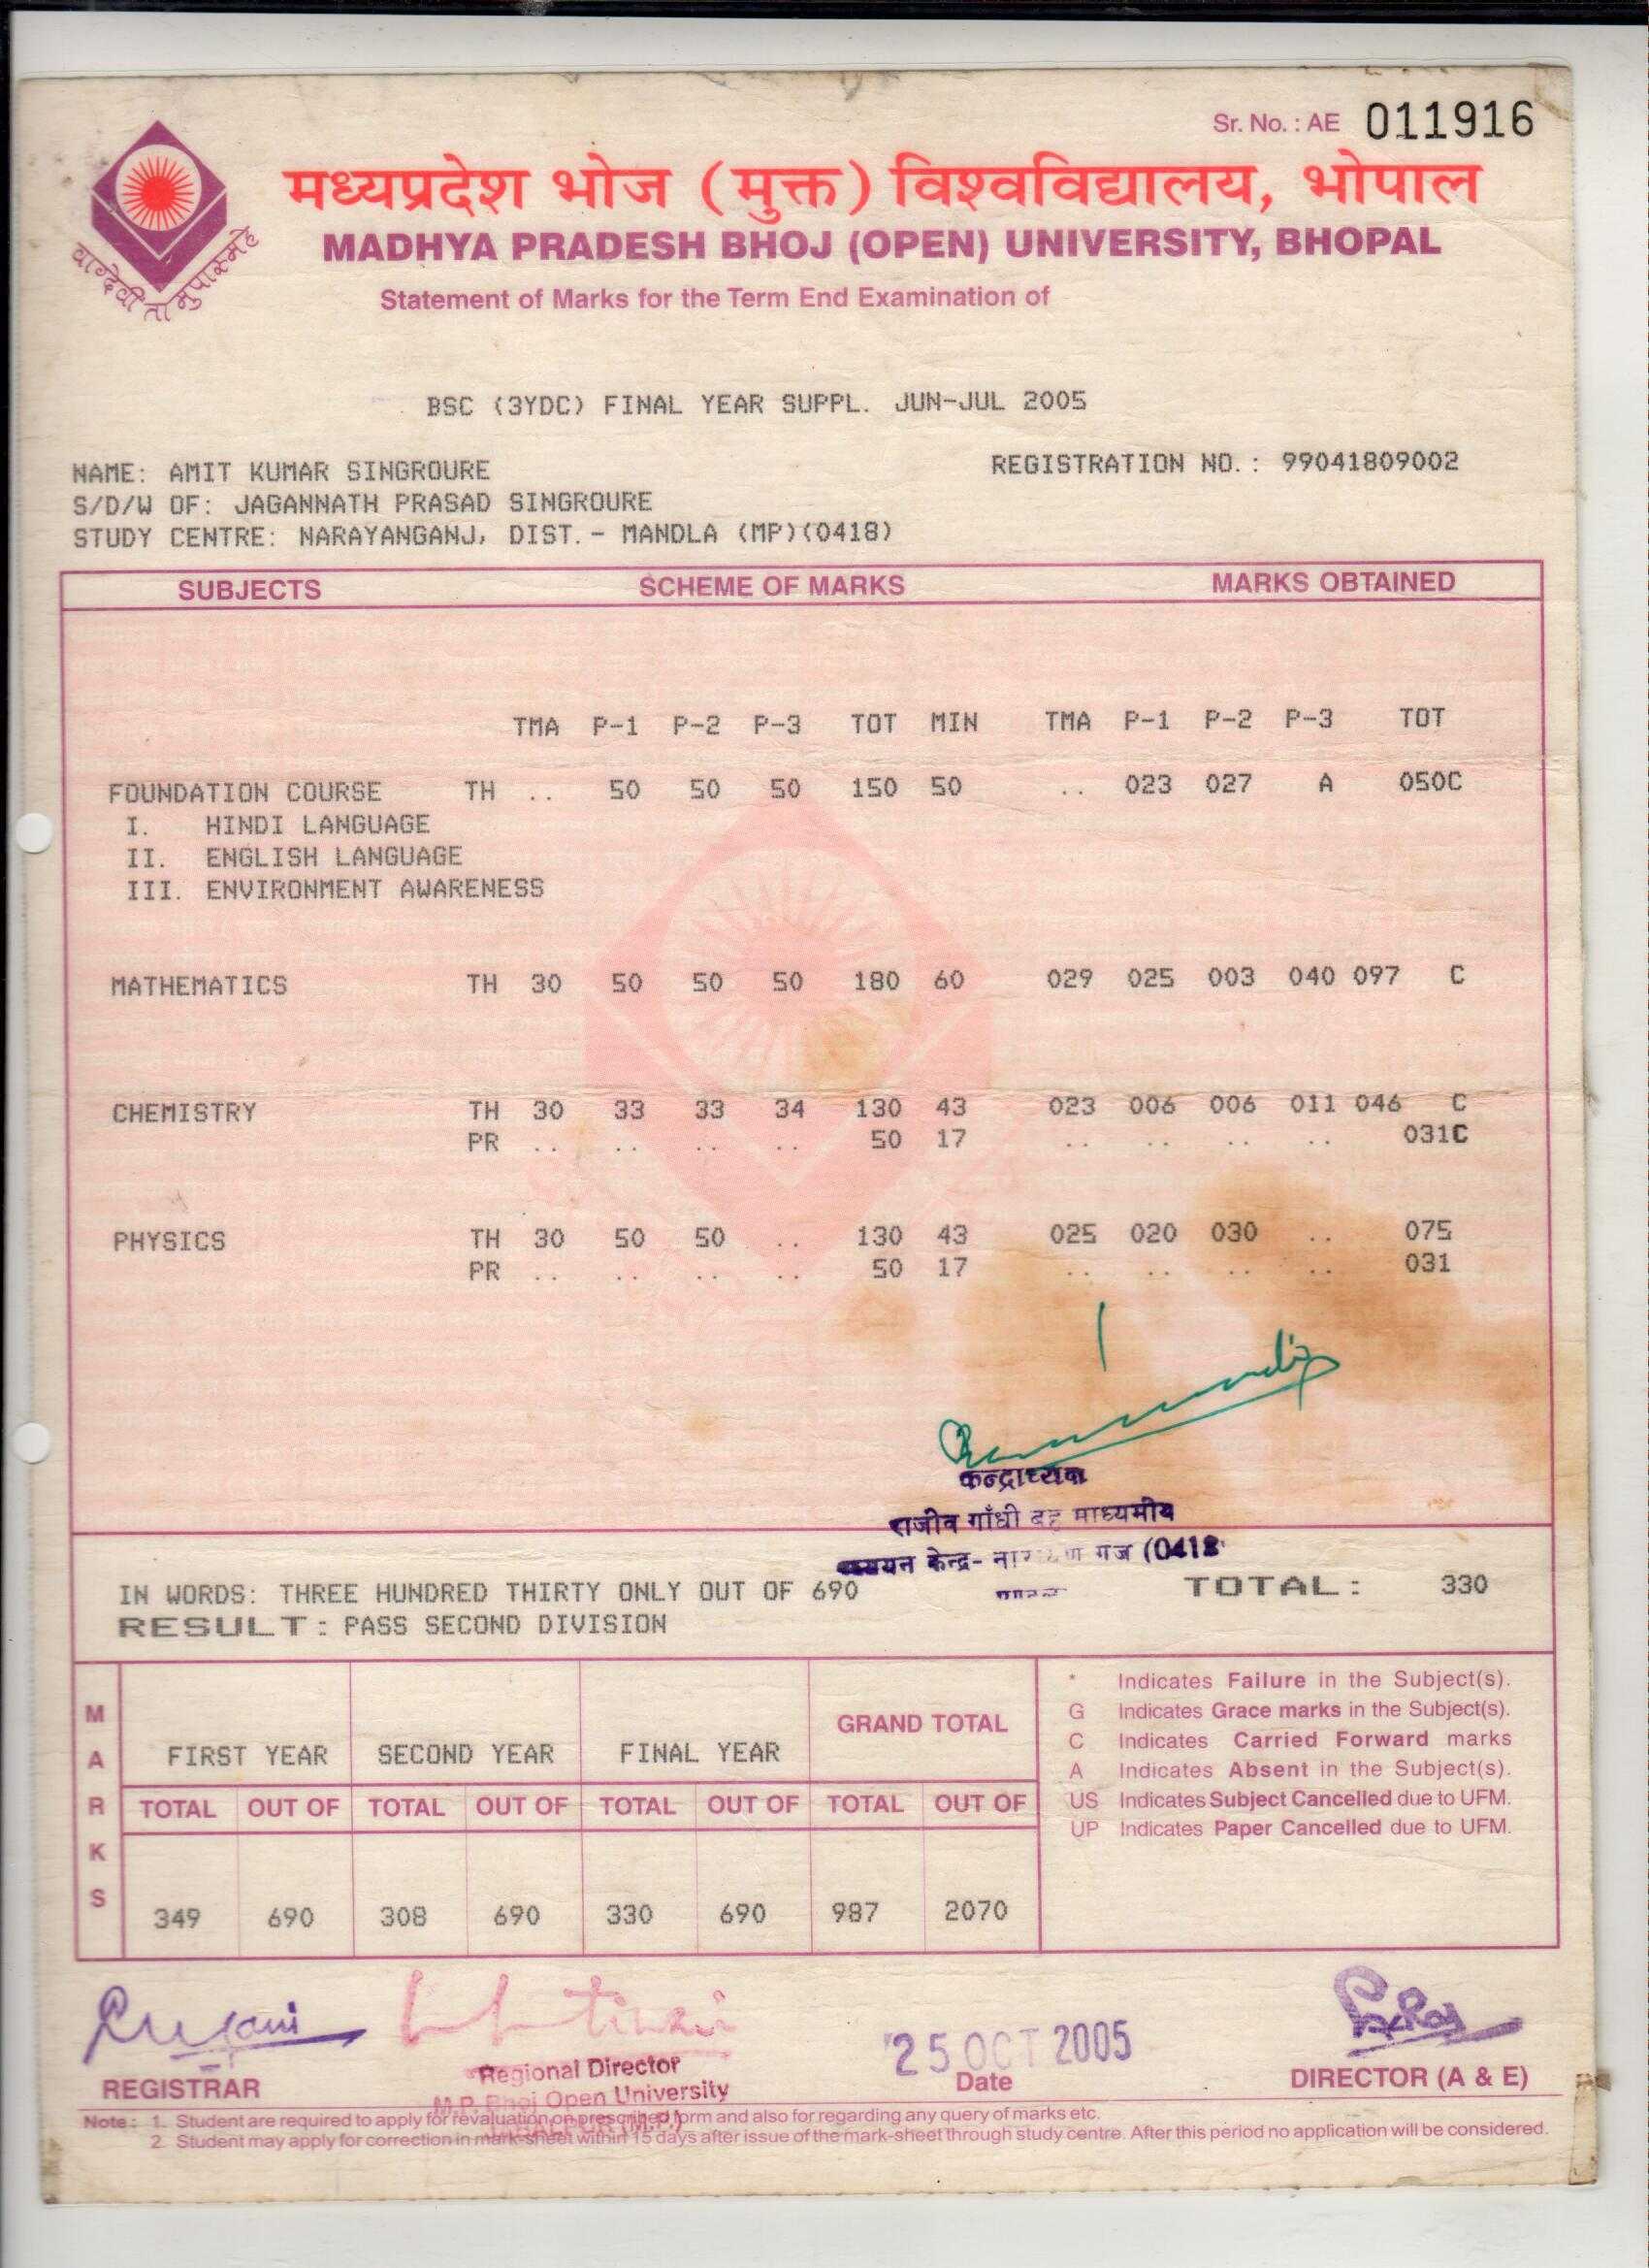 Sr. No. : AE 011916
मध्यप्रदेश भोज (मुक्त) विश्वविद्यालय, भोपाल
MADHYA PRADESH BHOJ (OPEN) UNIVERSITY, BHOPAL
Statement of Marks for the Term End Examination of
BSC (3YDC) FINAL YEAR SUPPL. JUN-JUL 2005
NAME: AMIT KUMAR SINGROURE REGISTRATION NO.: 99041809002
S/D/W OF: JAGANNATH PRASAD SINGROURE
STUDY CENTRE: NARAYANGANJ, DIST.- MANDLA (MP)(0418)
SUBJECTS SCHEME OF MARKS MARKS OBTAINED
TMA P-1 P-2 P-3 TOT MIN TMA P-1 P-2 P-3 TOT
FOUNDATION COURSE TH .. 50 50 50 150 50 .. 023 027 A 050C
I. HINDI LANGUAGE
II. ENGLISH LANGUAGE
III. ENVIRONMENT AWARENESS
MATHEMATICS TH 30 50 50 50 180 60 029 025 003 040 097 C
CHEMISTRY TH 30 33 33 34 130 43 023 006 006 011 046 C
PR .. .. .. .. 50 17 .. .. .. .. 031C
PHYSICS TH 30 50 50 .. 130 43 025 020 030 .. 075
PR .. .. .. .. 50 17 .. .. .. .. 031
केन्द्राध्यक्ष
राजीव गाँधी बहु माध्यमीय
केन्द्र- गंज (0418
IN WORDS: THREE HUNDRED THIRTY ONLY OUT OF 690 TOTAL: 330
RESULT: PASS SECOND DIVISION
MARKS
FIRST YEAR SECOND YEAR FINAL YEAR GRAND TOTAL
TOTAL OUT OF TOTAL OUT OF TOTAL OUT OF TOTAL OUT OF
349 690 308 690 330 690 987 2070
* Indicates Failure in the Subject(s).
G Indicates Grace marks in the Subject(s).
C Indicates Carried Forward marks
A Indicates Absent in the Subject(s).
US Indicates Subject Cancelled due to UFM.
UP Indicates Paper Cancelled due to UFM.
25 OCT 2005
REGISTRAR Regional Director Date DIRECTOR (A & E)
M.P. Bhoj Open University
Note: 1. Student are required to apply for revaluation on prescribed form and also for regarding any query of marks etc.
2. Student may apply for correction in mark-sheet within 15 days after issue of the mark-sheet through study centre. After this period no application will be considered.